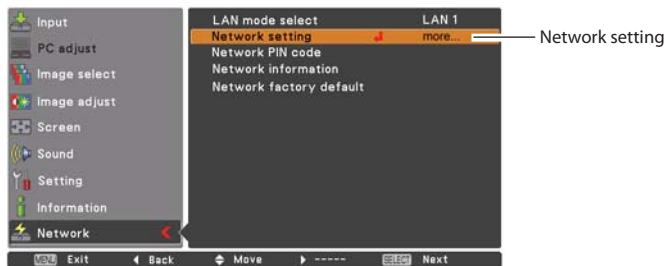 Input
PC adjust
Image select
Image adjust
Screen
Sound
Setting
Information
Network
LAN mode select LAN 1
Network setting more...
Network PIN code
Network information
Network factory default
Network setting
MENU Exit Back Move ----- SELECT Next